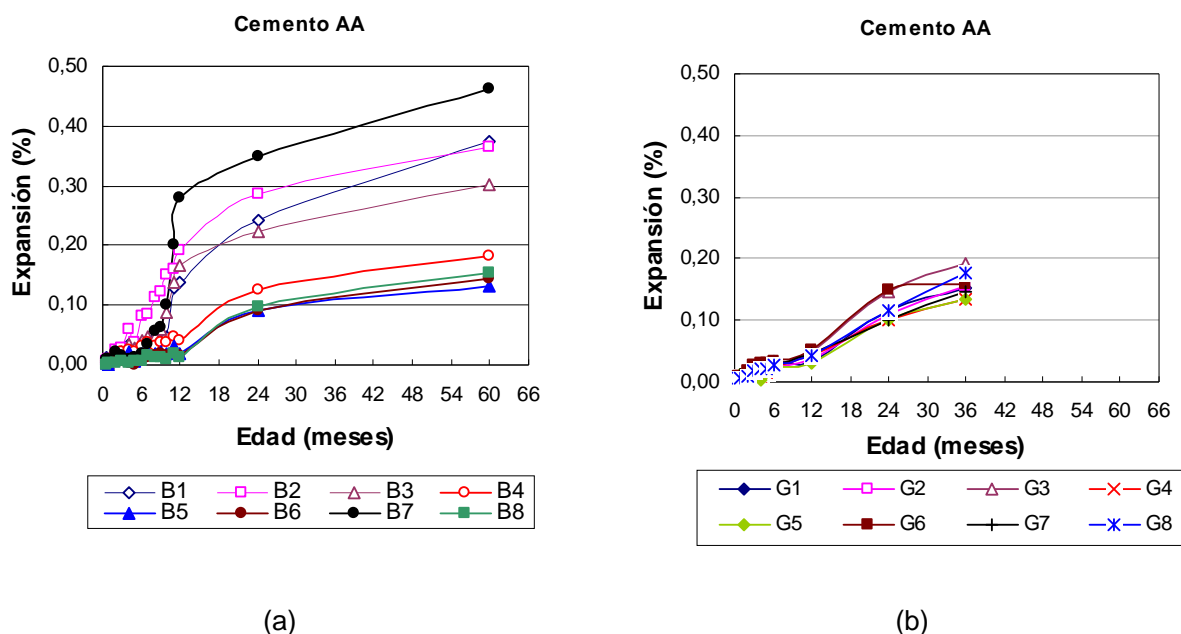 Cemento AA
0,50
0,40
0,30
0,20
0,10
0,00
Expansión (%)
0 6 12 18 24 30 36 42 48 54 60 66
Edad (meses)
B1 B2 B3 B4
B5 B6 B7 B8
(a)
Cemento AA
0,50
0,40
0,30
0,20
0,10
0,00
Expansión (%)
0 12 24 36 48 60
6 18 30 42 54 66
Edad (meses)
G1 G2 G3 G4
G5 G6 G7 G8
(b)